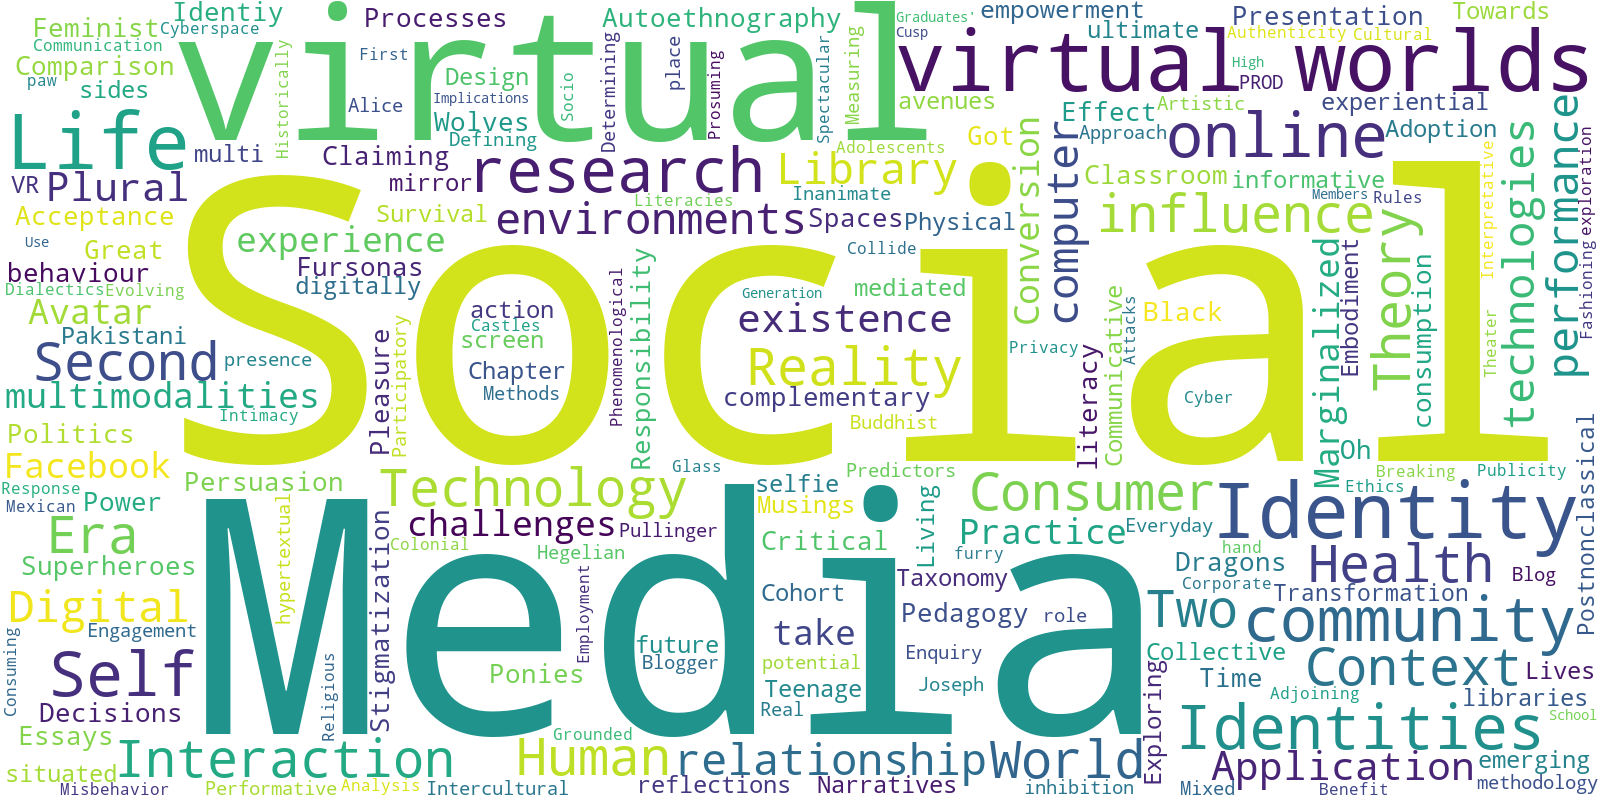 Feminist
Communication
Comparison
paw
sides
Life
Identiy
Cyberspace
Processes
First
Historically
Alice
multi
virtual
Autoethnography
Design
Implications
Wolves
Defining
Socio
Determining
place
Prosuming
Spectacular
Measuring
Graduates'
Cusp
empowerment
ultimate
Presentation
Authenticity
Cultural
Towards
virtual worlds
High
PROD
avenues
Effect
Artistic
experiential
Approach
online
Adoption
Got
Adolescents
Claiming
mirror
research
Library
Inanimate
Literacies
Survival
environments
Spaces
Physical
Collide
VR
Plural
Acceptance
Use
Great
experience
Fursonas
digitally
behaviour
Dialectics
Evolving
Avatar
Pakistani
Second
presence
multimodalities
Intimacy
Politics
Facebook
Classroom
informative
Members
Rules
influence
Conversion
computer
Theory
technologies
performance
exploration
Fashioning
Interpretative
Theater
Embodiment
Marginalized
consumption
Social
action
Castles
screen
Chapter
Methods
Pleasure
Participatory
Phenomenological
Responsibility
Generation
mediated
existence
Reality
complementary
Buddhist
Privacy
Communicative
Attacks
literacy
Black
Cyber
Oh
Breaking
Publicity
Ethics
Postnonclassical
Persuasion
Response
Mexican
Power
Era
Superheroes
Digital
Engagement
hypertextual
Stigmatization
Technology
challenges
Colonial
Pullinger
Hegelian
Employment
Glass
selfie
Musings
Predictors
Critical
Living
Consumer
Practice
Everyday
furry
Identity
hand
Dragons
Corporate
Health
Blog
Transformation
Taxonomy
Cohort
Pedagogy
role
Two
community
take
Media
future
Blogger
Ponies
potential
Enquiry
Teenage
Joseph
Real
Collective
Context
Lives
Time
Adjoining
libraries
School
Consuming
Self
Decisions
Religious
Essays
situated
Interaction
Misbehavior
Performative
Analysis
Intercultural
Grounded
Human
relationship
World
reflections
Narratives
inhibition
Exploring
Identities
Application
emerging
Mixed
Benefit
methodology